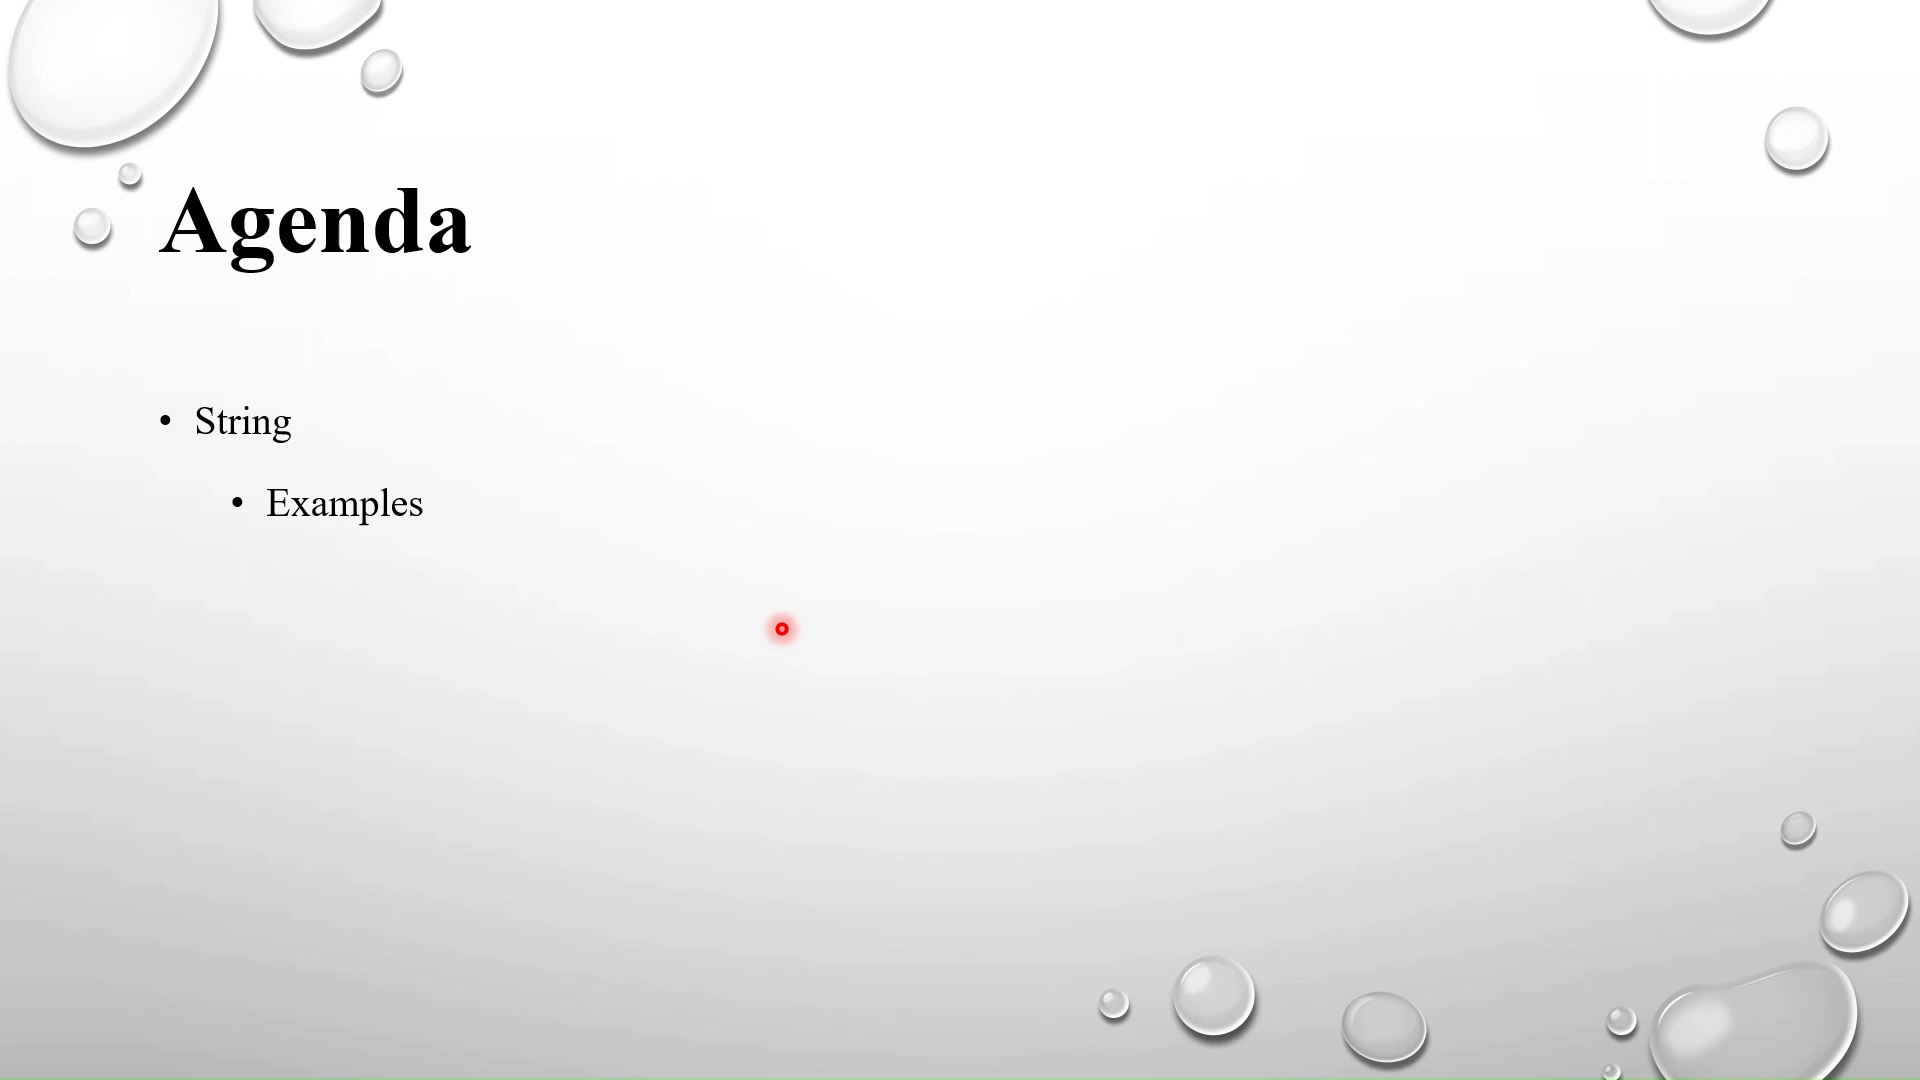 Agenda
• String
• Examples